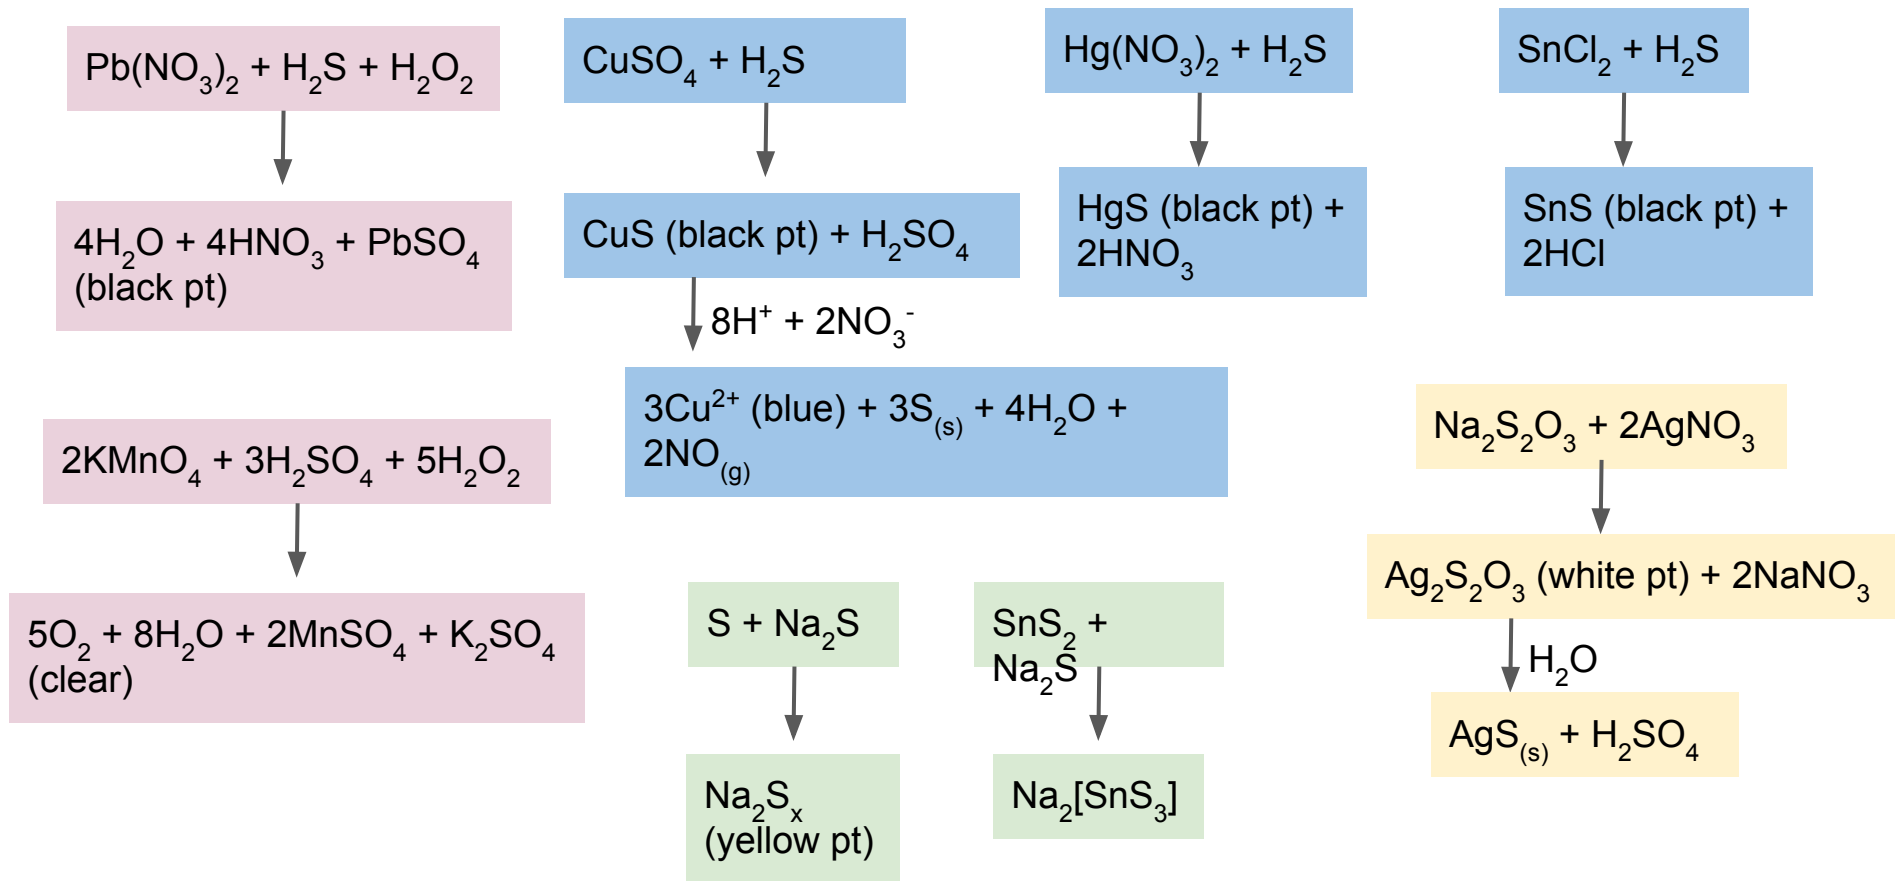 Pb(NO₃)₂ + H₂S + H₂O₂
4H₂O + 4HNO₃ + PbSO₄
(black pt)
CuSO₄ + H₂S
CuS (black pt) + H₂SO₄
8H⁺ + 2NO₃⁻
3Cu²⁺ (blue) + 3S₍s₎ + 4H₂O +
2NO₍g₎
Hg(NO₃)₂ + H₂S
HgS (black pt) +
2HNO₃
SnCl₂ + H₂S
SnS (black pt) +
2HCl
2KMnO₄ + 3H₂SO₄ + 5H₂O₂
5O₂ + 8H₂O + 2MnSO₄ + K₂SO₄
(clear)
S + Na₂S
Na₂Sₓ
(yellow pt)
SnS₂ +
Na₂S
Na₂[SnS₃]
Na₂S₂O₃ + 2AgNO₃
Ag₂S₂O₃ (white pt) + 2NaNO₃
H₂O
AgS₍s₎ + H₂SO₄